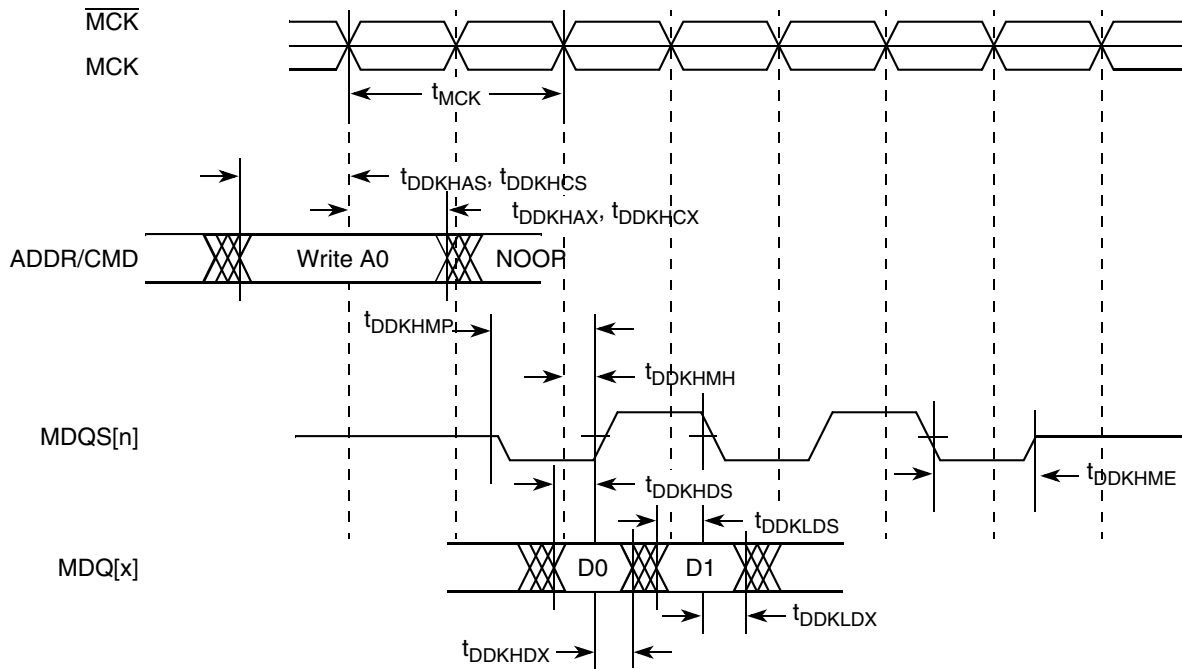 MCK
MCK
tMCK
tDDKHAS, tDDKHCS
tDDKHAX, tDDKHCX
ADDR/CMD
Write A0
NOOP
tDDKHMP
tDDKHMH
MDQS[n]
tDDKHDS
tDDKHME
tDDKLDS
MDQ[x]
D0
D1
tDDKLDX
tDDKHDX